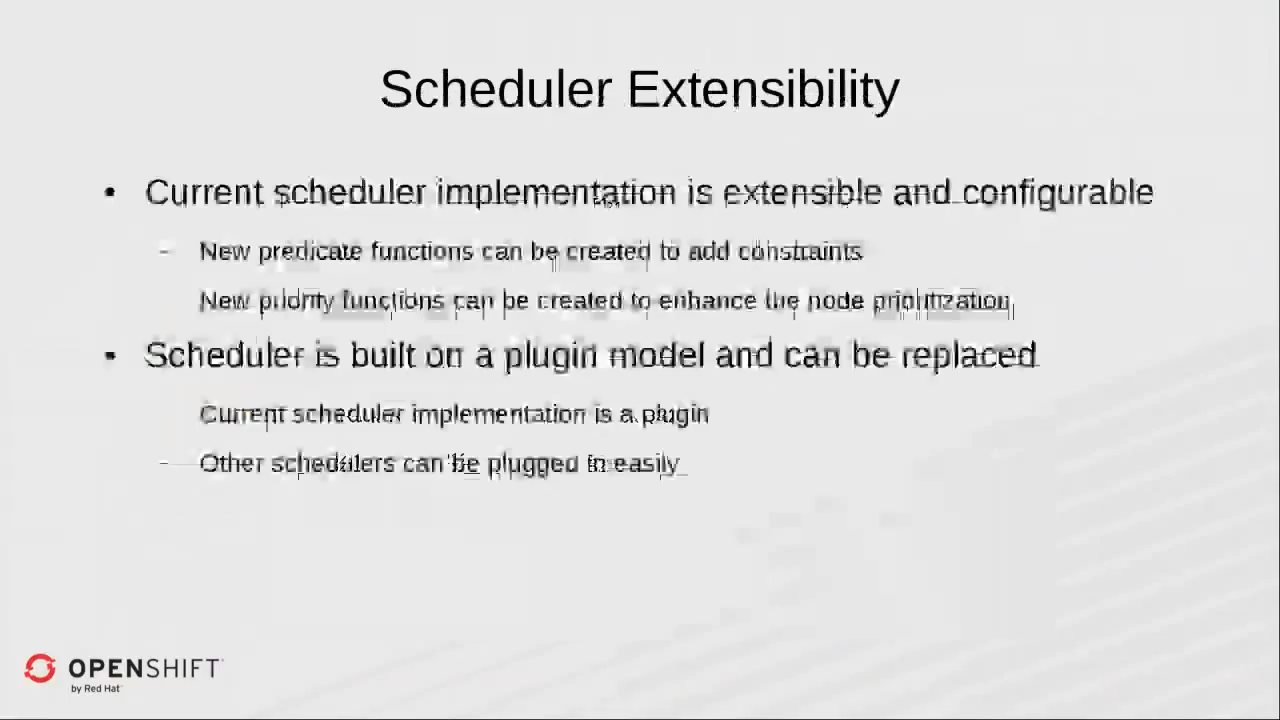 Scheduler Extensibility
• Current scheduler implementation is extensible and configurable
– New predicate functions can be created to add constraints
New priority functions can be created to enhance the node prioritization
• Scheduler is built on a plugin model and can be replaced
Current scheduler implementation is a plugin
– Other schedulers can be plugged in easily
OPENSHIFT
by Red Hat